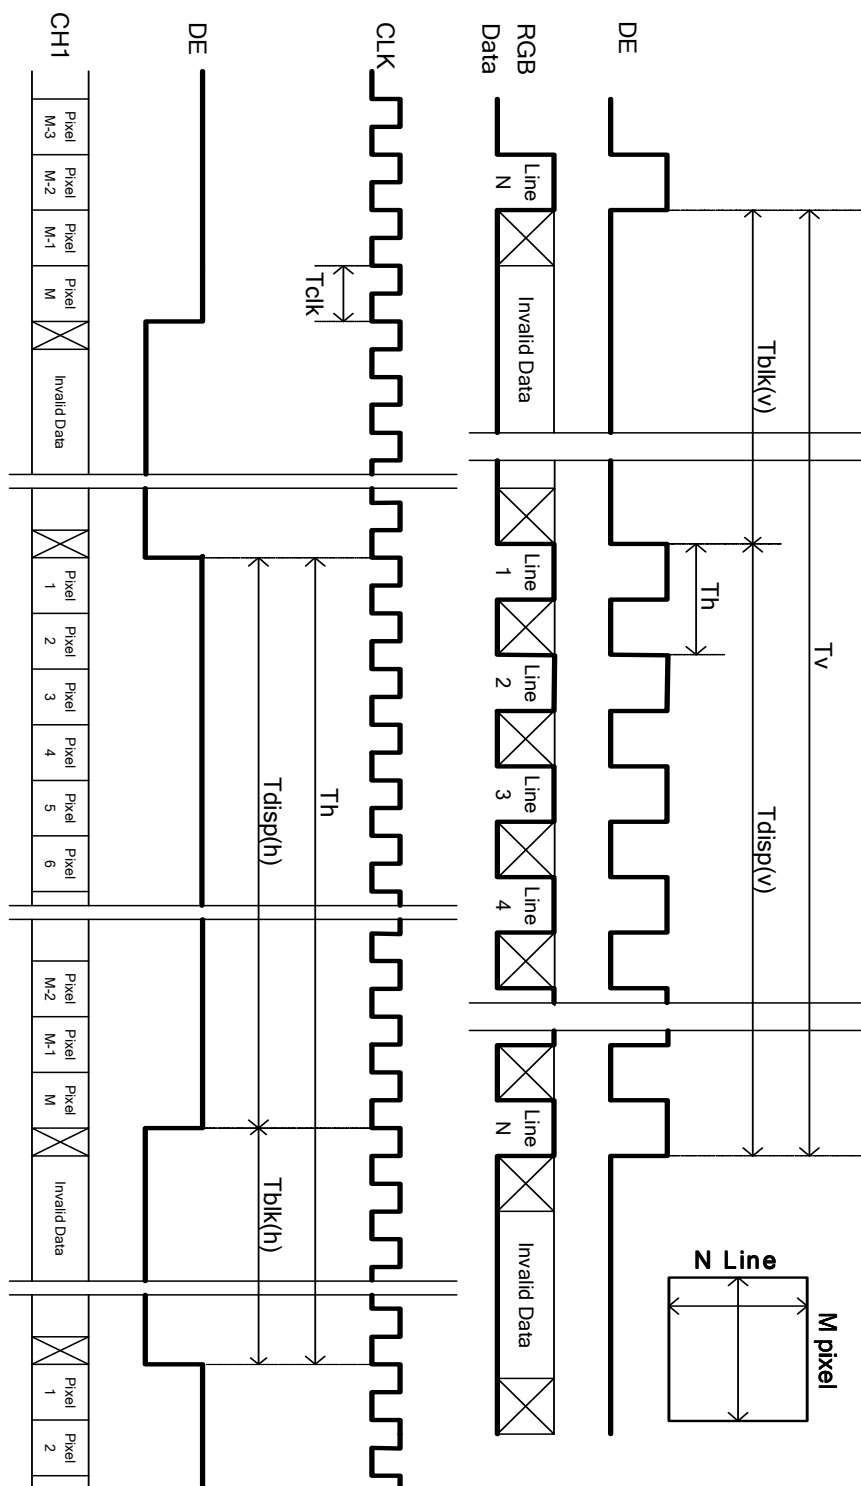 Tv
M pixel
Tblk(v)
Tdisp(v)
N Line
Th
DE
RGB
Data
Line
N
Invalid Data
Line
1
Line
2
Line
3
Line
4
Line
N
Invalid Data
CLK
Tclk
Th
Tdisp(h)
Tblk(h)
DE
CH1
Pixel
M-3
Pixel
M-2
Pixel
M-1
Pixel
M
Invalid Data
Pixel
1
Pixel
2
Pixel
3
Pixel
4
Pixel
5
Pixel
6
Pixel
M-2
Pixel
M-1
Pixel
M
Invalid Data
Pixel
1
Pixel
2